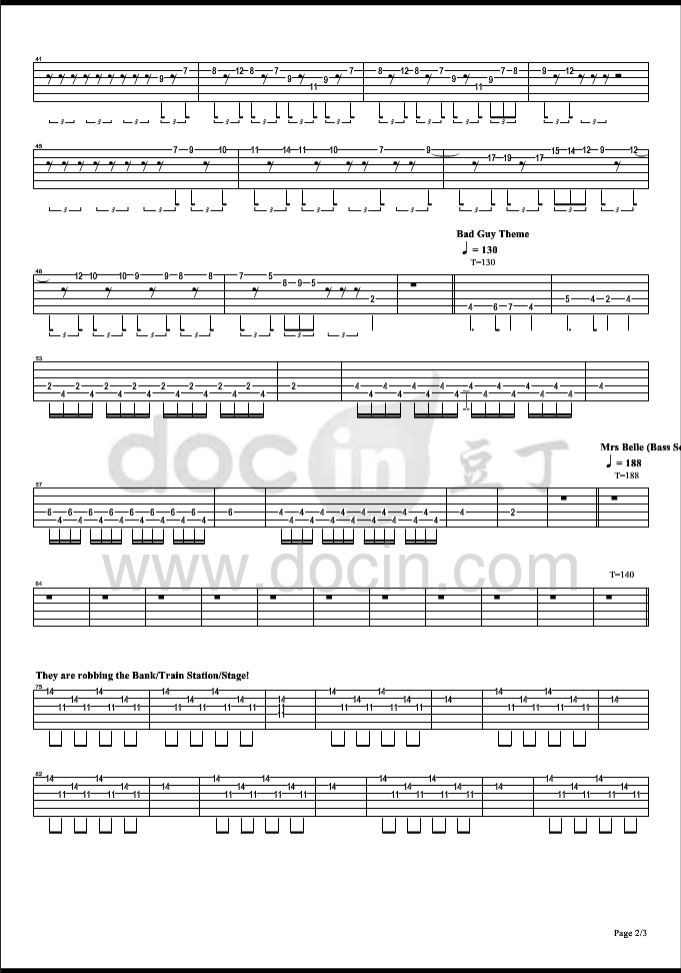 41
9 7 8 12 8 7 9 11 9 7 8 12 8 7 9 11 9 7 8 9 12
3 3 3 3 3 3 3 3 3 3 3 3 3 3
45
7 9 10 11 14 11 10 7 9 17 19 17 15 14 12 9 12
3 3 3 3 3 3 3 3 3 3 3 3
Bad Guy Theme
= 130
T=130
48
12 10 10 9 9 8 8 7 5 8 9 5 2 4 6 7 4 5 4 2 4
3 3 3 3 3 3 3
53
2 4 2 4 2 4 2 4 2 4 2 4 2 4 2 4 2 4 4 4 4 4 4 4 4 4 4 4 4 4 4 4 4 4
docin 豆丁
Mrs Belle (Bass So
= 188
T=188
57
6 4 6 4 6 4 6 4 6 4 6 4 6 4 6 4 6 4 4 4 4 4 4 4 4 4 4 4 4 4 4 4 4 4 2
www.docin.com
T=140
64
They are robbing the Bank/Train Station/Stage!
75
14 11 14 11 14 11 14 11 14 11 14 11 14 11 14 11 14 11 11 14 11 14 11 14 11 14 11 14 14 11 14 11 14 11 14 11 14
82
14 11 14 11 14 11 14 11 14 14 11 14 11 14 11 14 11 14 14 11 14 11 14 11 14 11 14 14 11 14 11 14 11 14 11
Page 2/3